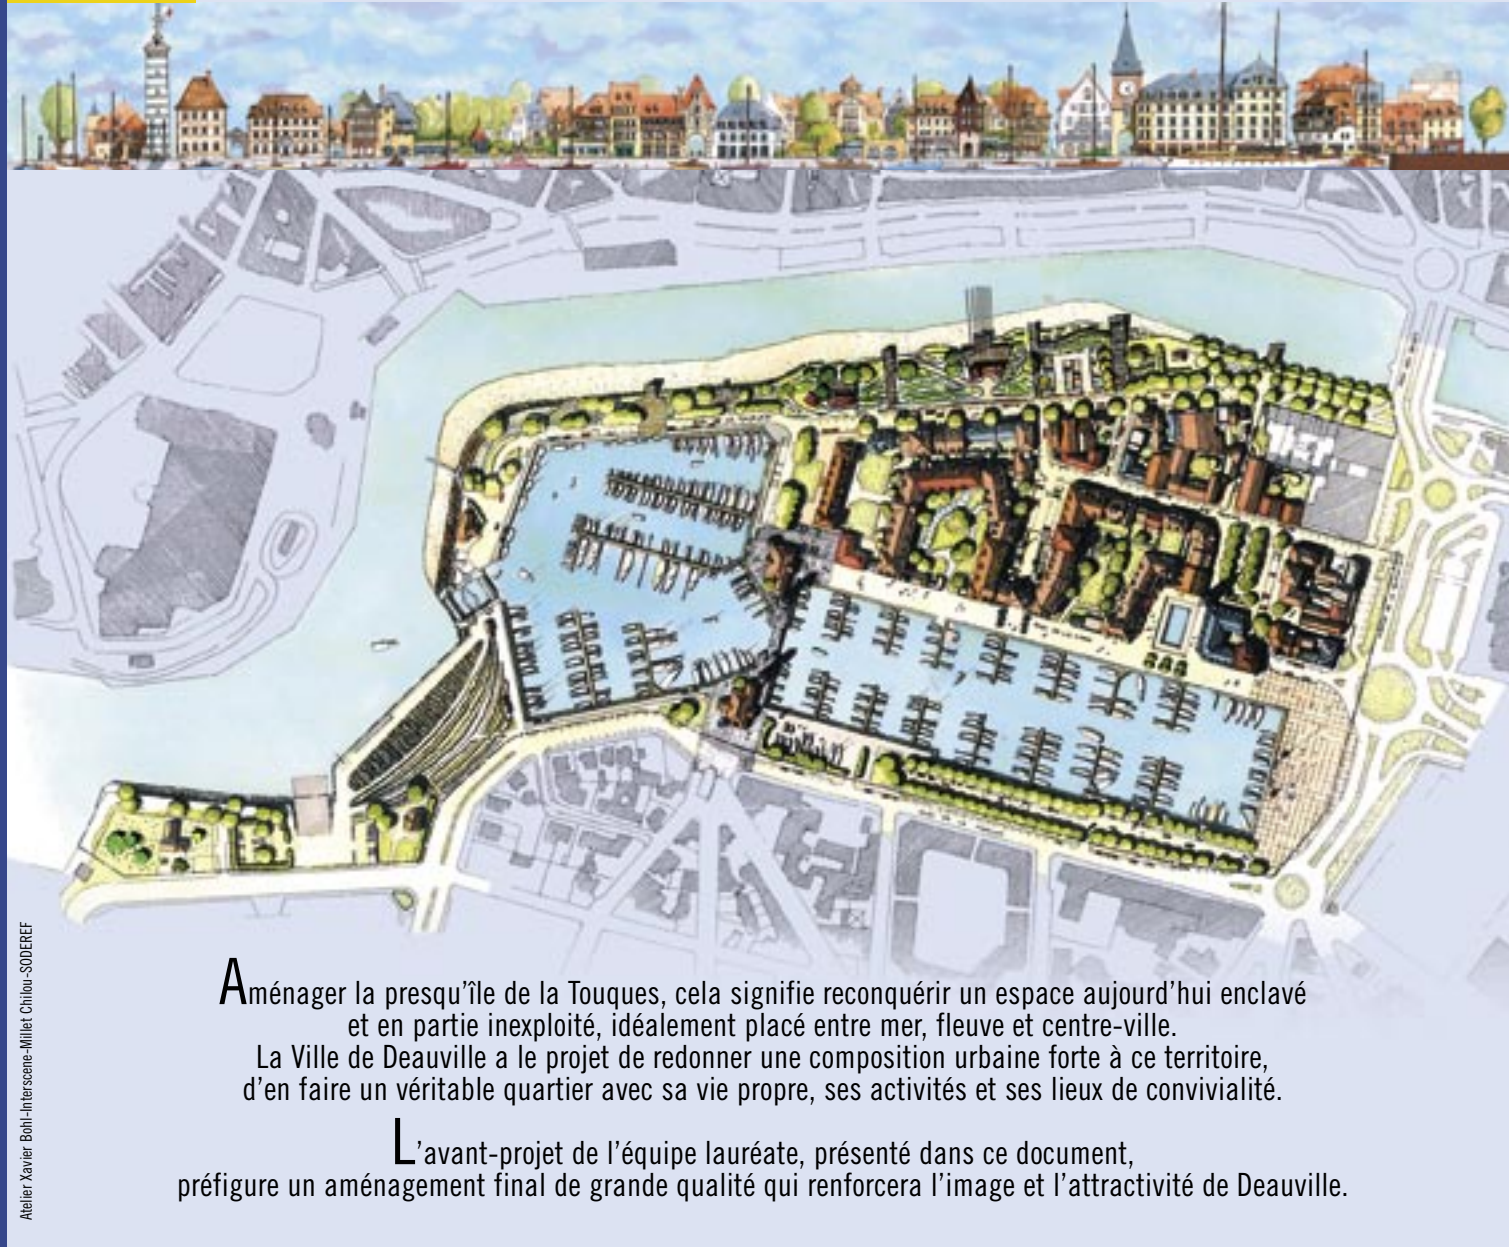 Aménager la presqu'île de la Touques, cela signifie reconquérir un espace aujourd'hui enclavé
et en partie inexploité, idéalement placé entre mer, fleuve et centre-ville.
La Ville de Deauville a le projet de redonner une composition urbaine forte à ce territoire,
d'en faire un véritable quartier avec sa vie propre, ses activités et ses lieux de convivialité.
L'avant-projet de l'équipe lauréate, présenté dans ce document,
préfigure un aménagement final de grande qualité qui renforcera l'image et l'attractivité de Deauville.
Atelier Xavier Bohl-Interscene-Millet Chilou-SODEREF